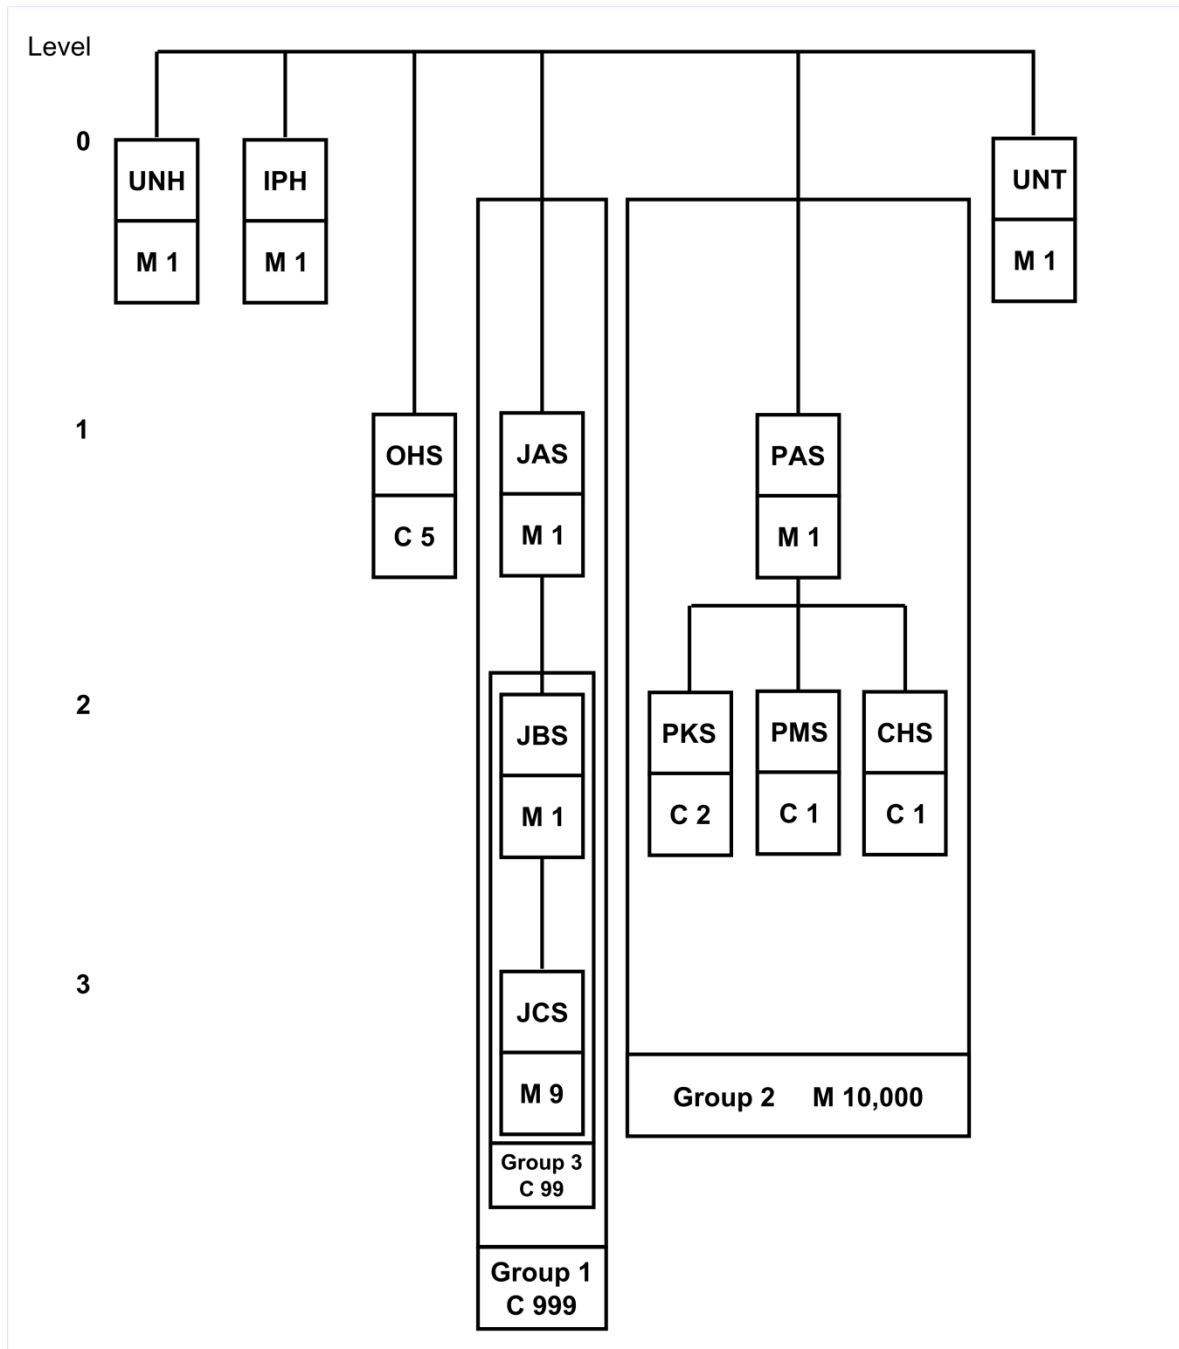 Level
0
UNH
M 1
IPH
M 1
UNT
M 1
1
OHS
C 5
JAS
M 1
PAS
M 1
2
JBS
M 1
PKS
C 2
PMS
C 1
CHS
C 1
3
JCS
M 9
Group 3
C 99
Group 2 M 10,000
Group 1
C 999